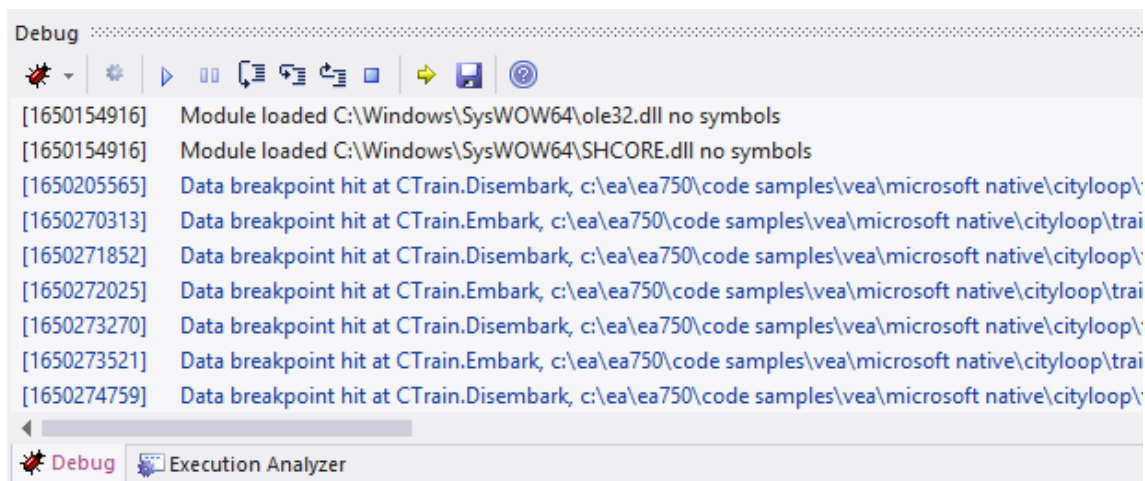 Debug
[1650154916] Module loaded C:\Windows\SysWOW64\ole32.dll no symbols
[1650154916] Module loaded C:\Windows\SysWOW64\SHCORE.dll no symbols
[1650205565] Data breakpoint hit at CTrain.Disembark, c:\ea\ea750\code samples\vea\microsoft native\cityloop\
[1650270313] Data breakpoint hit at CTrain.Embark, c:\ea\ea750\code samples\vea\microsoft native\cityloop\trai
[1650271852] Data breakpoint hit at CTrain.Disembark, c:\ea\ea750\code samples\vea\microsoft native\cityloop\
[1650272025] Data breakpoint hit at CTrain.Embark, c:\ea\ea750\code samples\vea\microsoft native\cityloop\trai
[1650273270] Data breakpoint hit at CTrain.Disembark, c:\ea\ea750\code samples\vea\microsoft native\cityloop\
[1650273521] Data breakpoint hit at CTrain.Embark, c:\ea\ea750\code samples\vea\microsoft native\cityloop\trai
[1650274759] Data breakpoint hit at CTrain.Disembark, c:\ea\ea750\code samples\vea\microsoft native\cityloop\
Debug Execution Analyzer